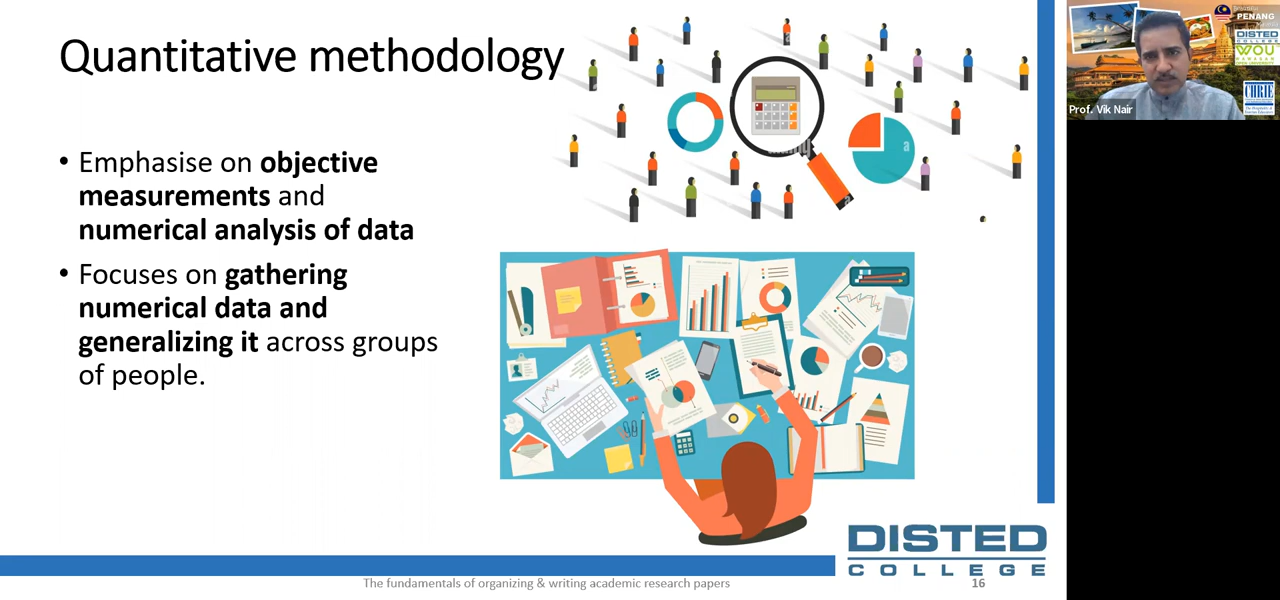 Quantitative methodology
• Emphasise on objective
measurements and
numerical analysis of data
• Focuses on gathering
numerical data and
generalizing it across groups
of people.
DISTED
COLLEGE
The fundamentals of organizing & writing academic research papers
16
PENANG
DISTED
COLLEGE
WOU
CHRIE
Prof. Vik Nair